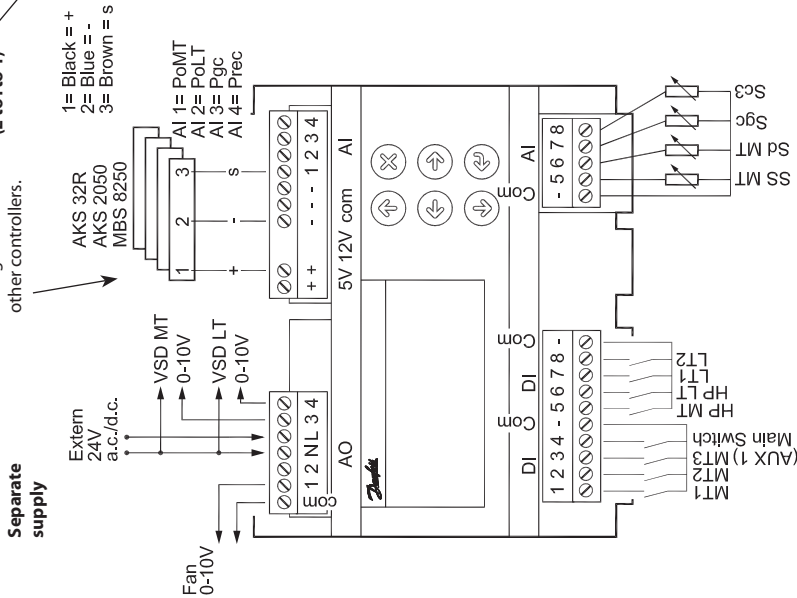 (2 to . to 1)
1= Black = +
2= Blue = -
3= Brown = s
other controllers.
AKS 32R
AKS 2050
MBS 8250
1 2 3
+ - s
AI 1= PoMT
AI 2= PoLT
AI 3= Pgc
AI 4= Prec
Separate
supply
Extern
24V
a.c./d.c.
VSD MT
0-10V
VSD LT
0-10V
Fan
0-10V
com 1 2 N L 3 4
AO
+ + - - - 1 2 3 4
5V 12V com AI
Danfoss
DI Com DI Com
1 2 3 4 - 5 6 7 8 -
MT1
MT2
(AUX 1) MT3
Main Switch
HP MT
HP LT
LT1
LT2
Com AI
- 5 6 7 8
SS MT
Sd MT
Sgc
Sc3